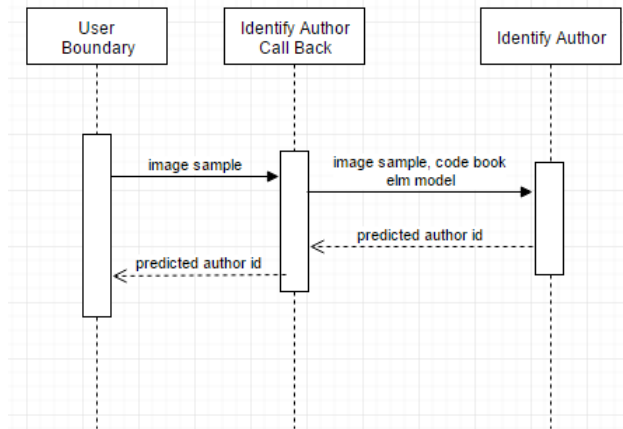 User
Boundary
Identify Author
Call Back
Identify Author
image sample
image sample, code book
elm model
predicted author id
predicted author id